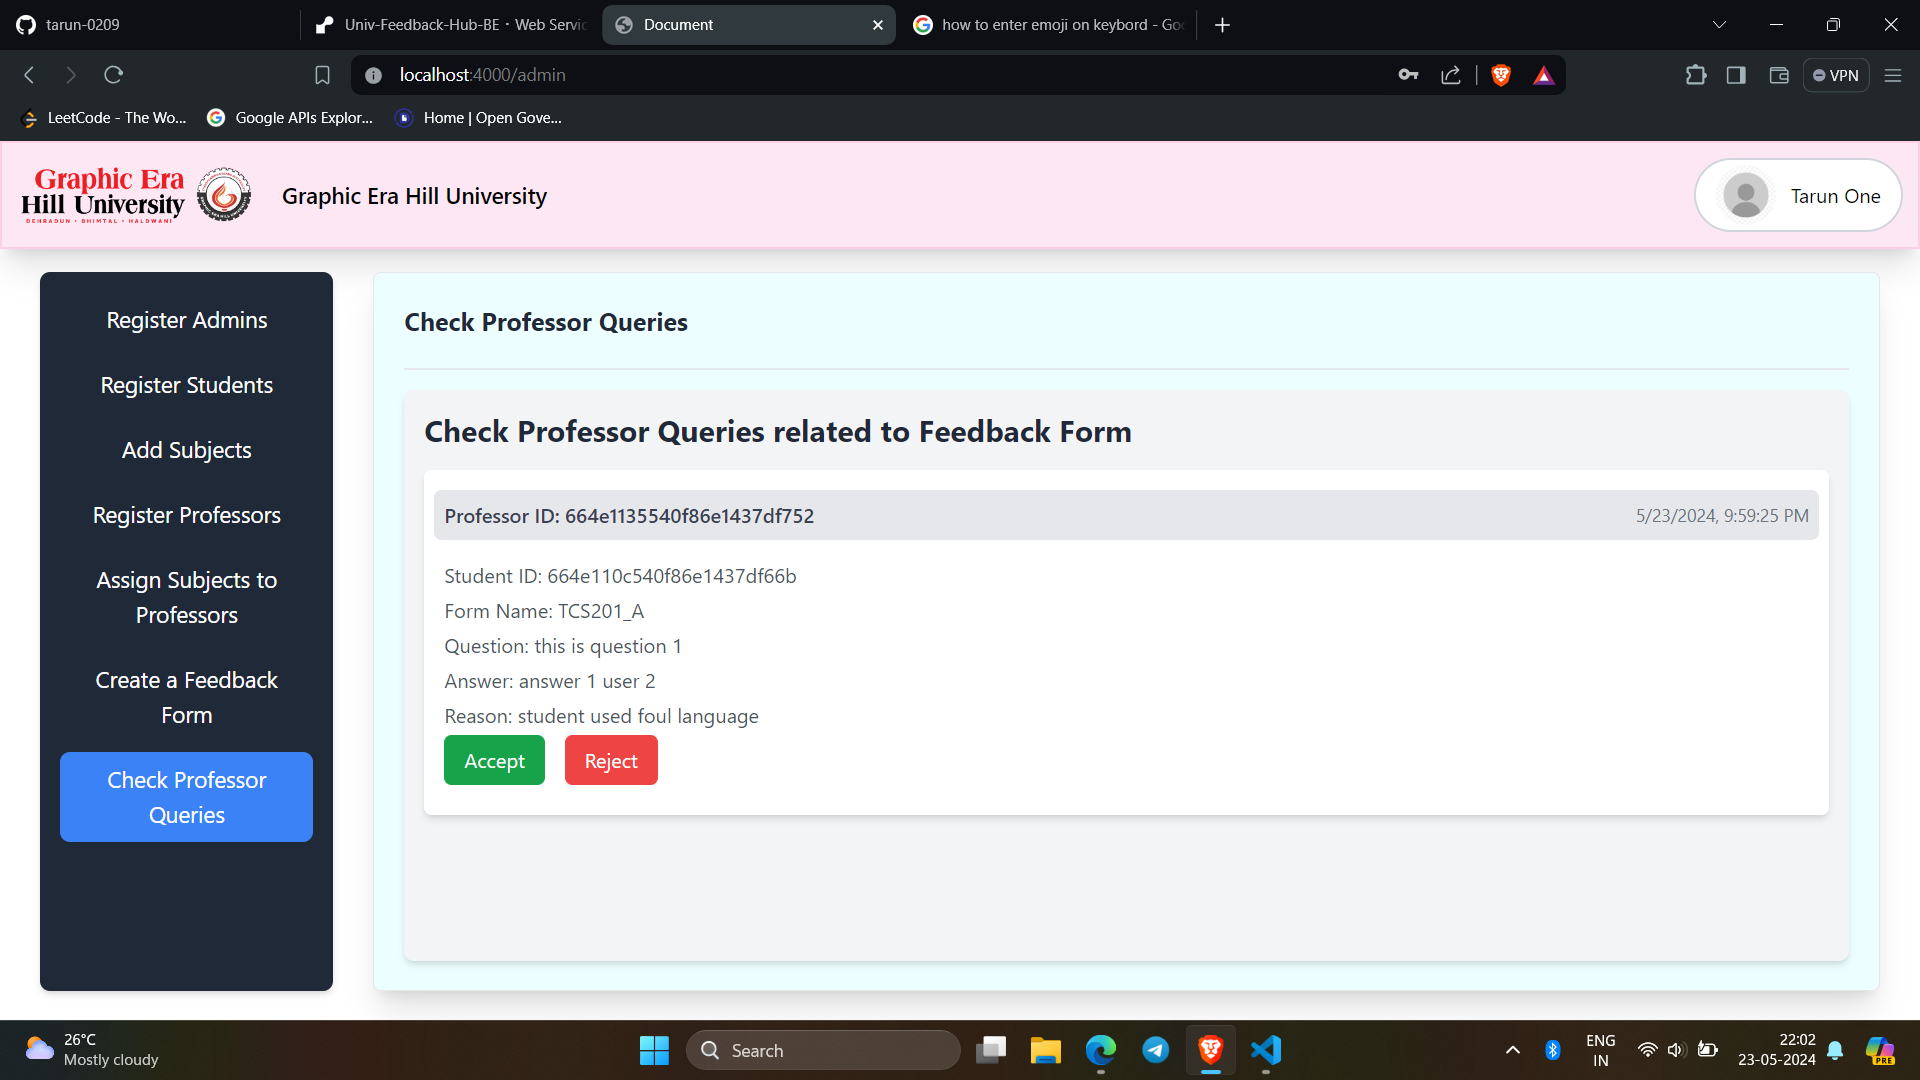 tarun-0209
Univ-Feedback-Hub-BE · Web Servic
Document
how to enter emoji on keybord - Goo
localhost:4000/admin
VPN
LeetCode - The Wo...
Google APIs Explor...
Home | Open Gove...
Graphic Era
Hill University
DEHRADUN • BHIMTAL • HALDWANI
Graphic Era Hill University
Tarun One
Register Admins
Register Students
Add Subjects
Register Professors
Assign Subjects to
Professors
Create a Feedback
Form
Check Professor
Queries
Check Professor Queries
Check Professor Queries related to Feedback Form
Professor ID: 664e1135540f86e1437df752
5/23/2024, 9:59:25 PM
Student ID: 664e110c540f86e1437df66b
Form Name: TCS201_A
Question: this is question 1
Answer: answer 1 user 2
Reason: student used foul language
Accept
Reject
26°C
Mostly cloudy
Search
ENG
IN
22:02
23-05-2024
PRE